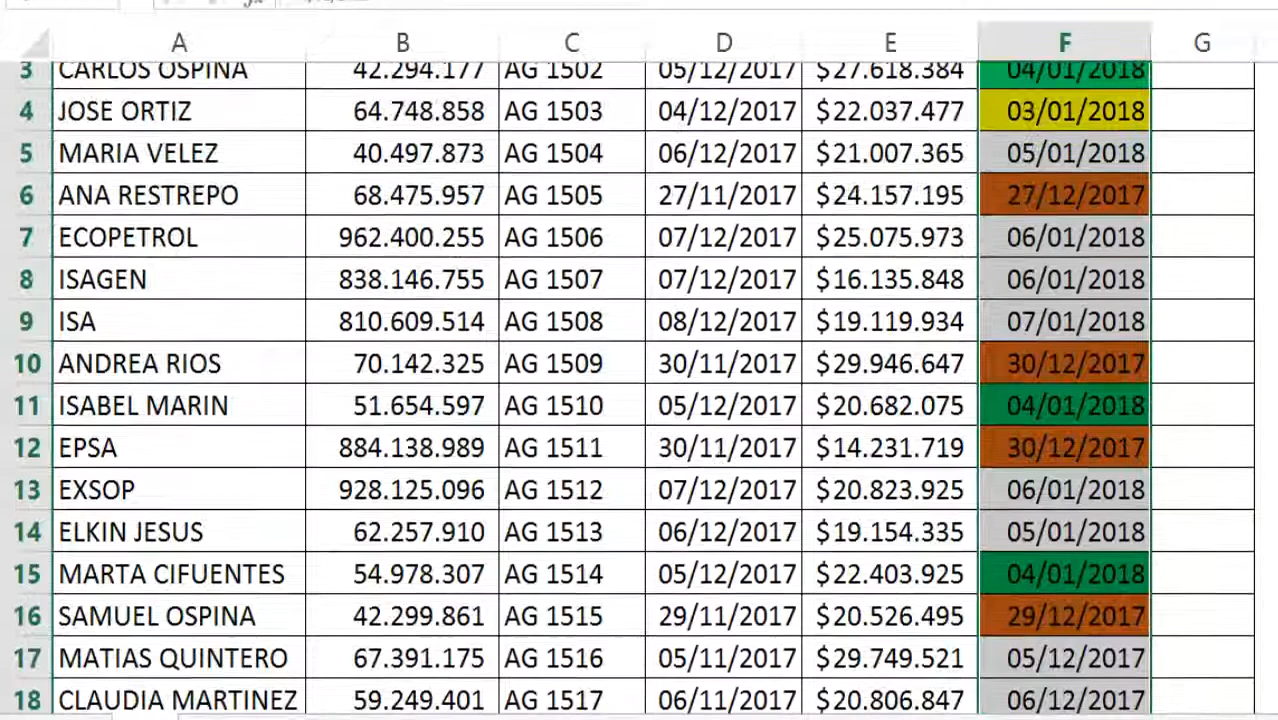 A B C D E F G
3 CARLOS OSPINA 42.294.177 AG 1502 05/12/2017 $27.618.384 04/01/2018
4 JOSE ORTIZ 64.748.858 AG 1503 04/12/2017 $22.037.477 03/01/2018
5 MARIA VELEZ 40.497.873 AG 1504 06/12/2017 $21.007.365 05/01/2018
6 ANA RESTREPO 68.475.957 AG 1505 27/11/2017 $24.157.195 27/12/2017
7 ECOPETROL 962.400.255 AG 1506 07/12/2017 $25.075.973 06/01/2018
8 ISAGEN 838.146.755 AG 1507 07/12/2017 $16.135.848 06/01/2018
9 ISA 810.609.514 AG 1508 08/12/2017 $19.119.934 07/01/2018
10 ANDREA RIOS 70.142.325 AG 1509 30/11/2017 $29.946.647 30/12/2017
11 ISABEL MARIN 51.654.597 AG 1510 05/12/2017 $20.682.075 04/01/2018
12 EPSA 884.138.989 AG 1511 30/11/2017 $14.231.719 30/12/2017
13 EXSOP 928.125.096 AG 1512 07/12/2017 $20.823.925 06/01/2018
14 ELKIN JESUS 62.257.910 AG 1513 06/12/2017 $19.154.335 05/01/2018
15 MARTA CIFUENTES 54.978.307 AG 1514 05/12/2017 $22.403.925 04/01/2018
16 SAMUEL OSPINA 42.299.861 AG 1515 29/11/2017 $20.526.495 29/12/2017
17 MATIAS QUINTERO 67.391.175 AG 1516 05/11/2017 $29.749.521 05/12/2017
18 CLAUDIA MARTINEZ 59.249.401 AG 1517 06/11/2017 $20.806.847 06/12/2017